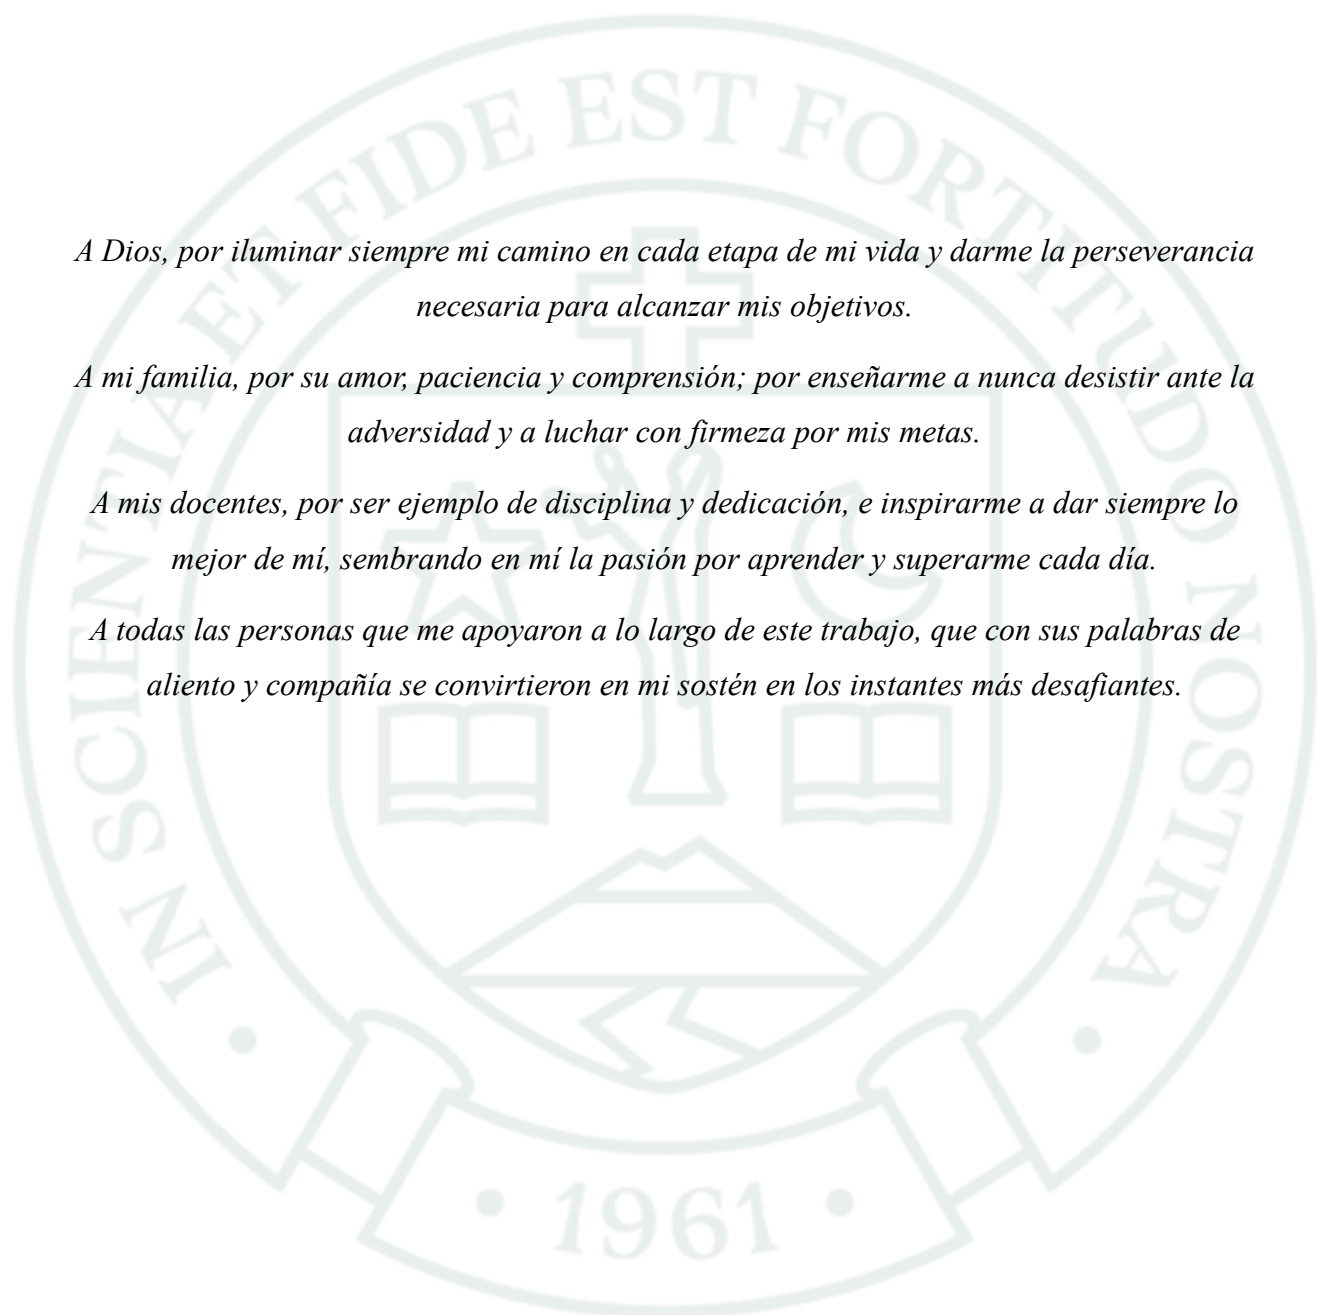 IN SCIENTIA ET FIDE EST FORTITUDO NOSTRA
A Dios, por iluminar siempre mi camino en cada etapa de mi vida y darme la perseverancia
necesaria para alcanzar mis objetivos.
A mi familia, por su amor, paciencia y comprensión; por enseñarme a nunca desistir ante la
adversidad y a luchar con firmeza por mis metas.
A mis docentes, por ser ejemplo de disciplina y dedicación, e inspirarme a dar siempre lo
mejor de mí, sembrando en mí la pasión por aprender y superarme cada día.
A todas las personas que me apoyaron a lo largo de este trabajo, que con sus palabras de
aliento y compañía se convirtieron en mi sostén en los instantes más desafiantes.
• 1961 •